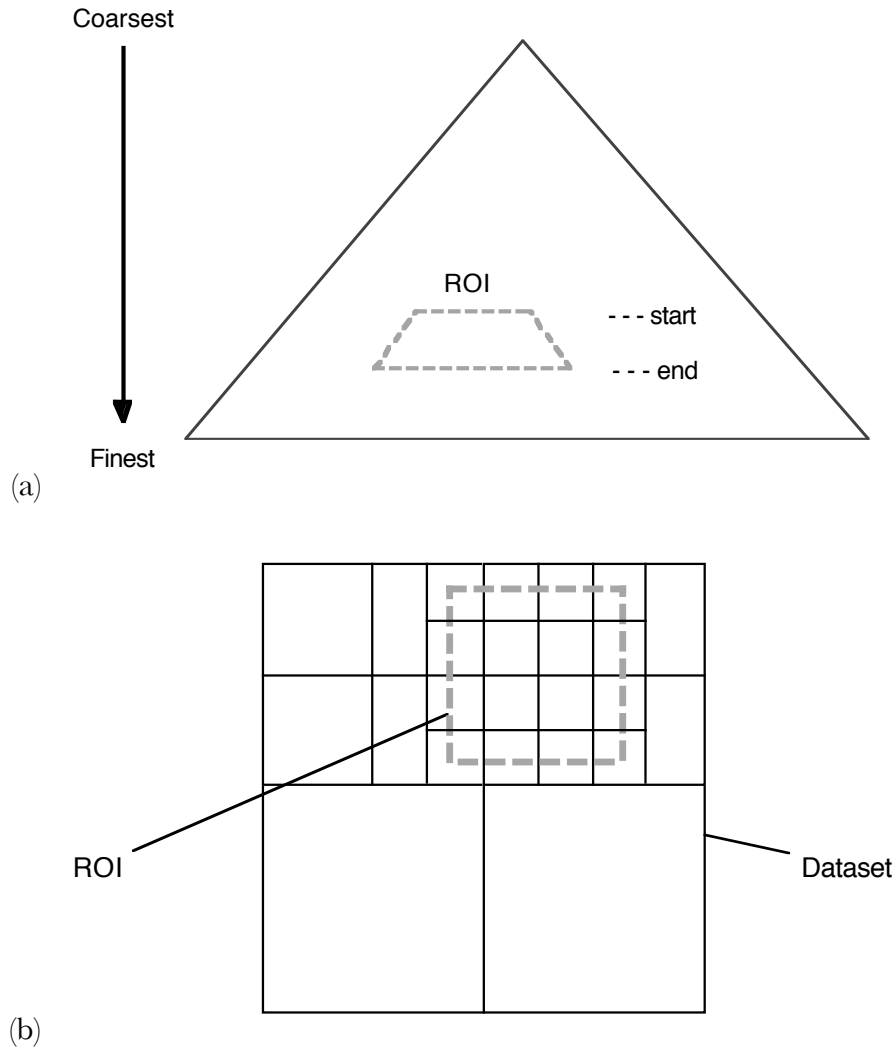 Coarsest
ROI
- - - start
- - - end
Finest
(a)
ROI
Dataset
(b)